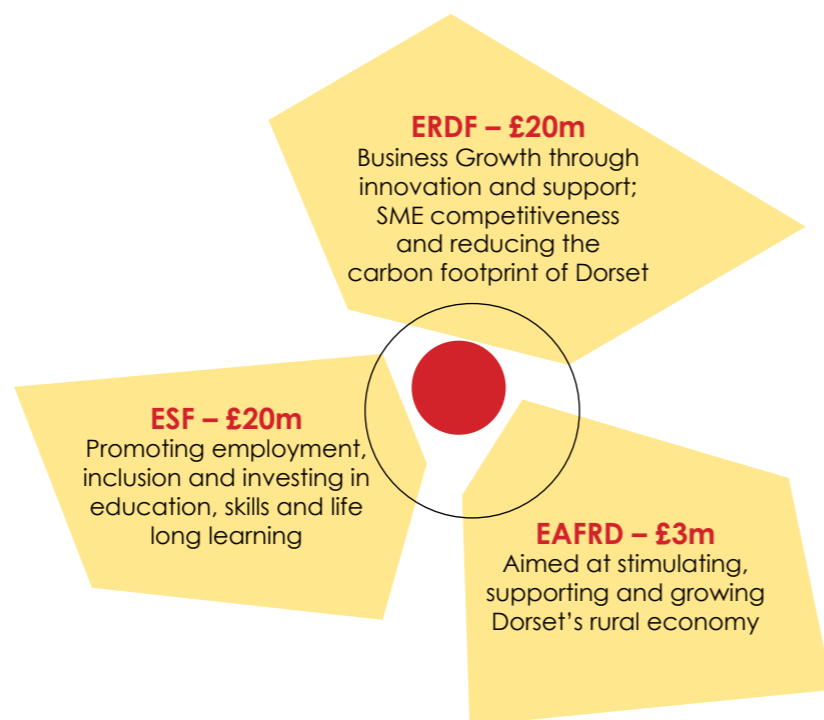 ERDF – £20m
Business Growth through
innovation and support;
SME competitiveness
and reducing the
carbon footprint of Dorset
ESF – £20m
Promoting employment,
inclusion and investing in
education, skills and life
long learning
EAFRD – £3m
Aimed at stimulating,
supporting and growing
Dorset’s rural economy